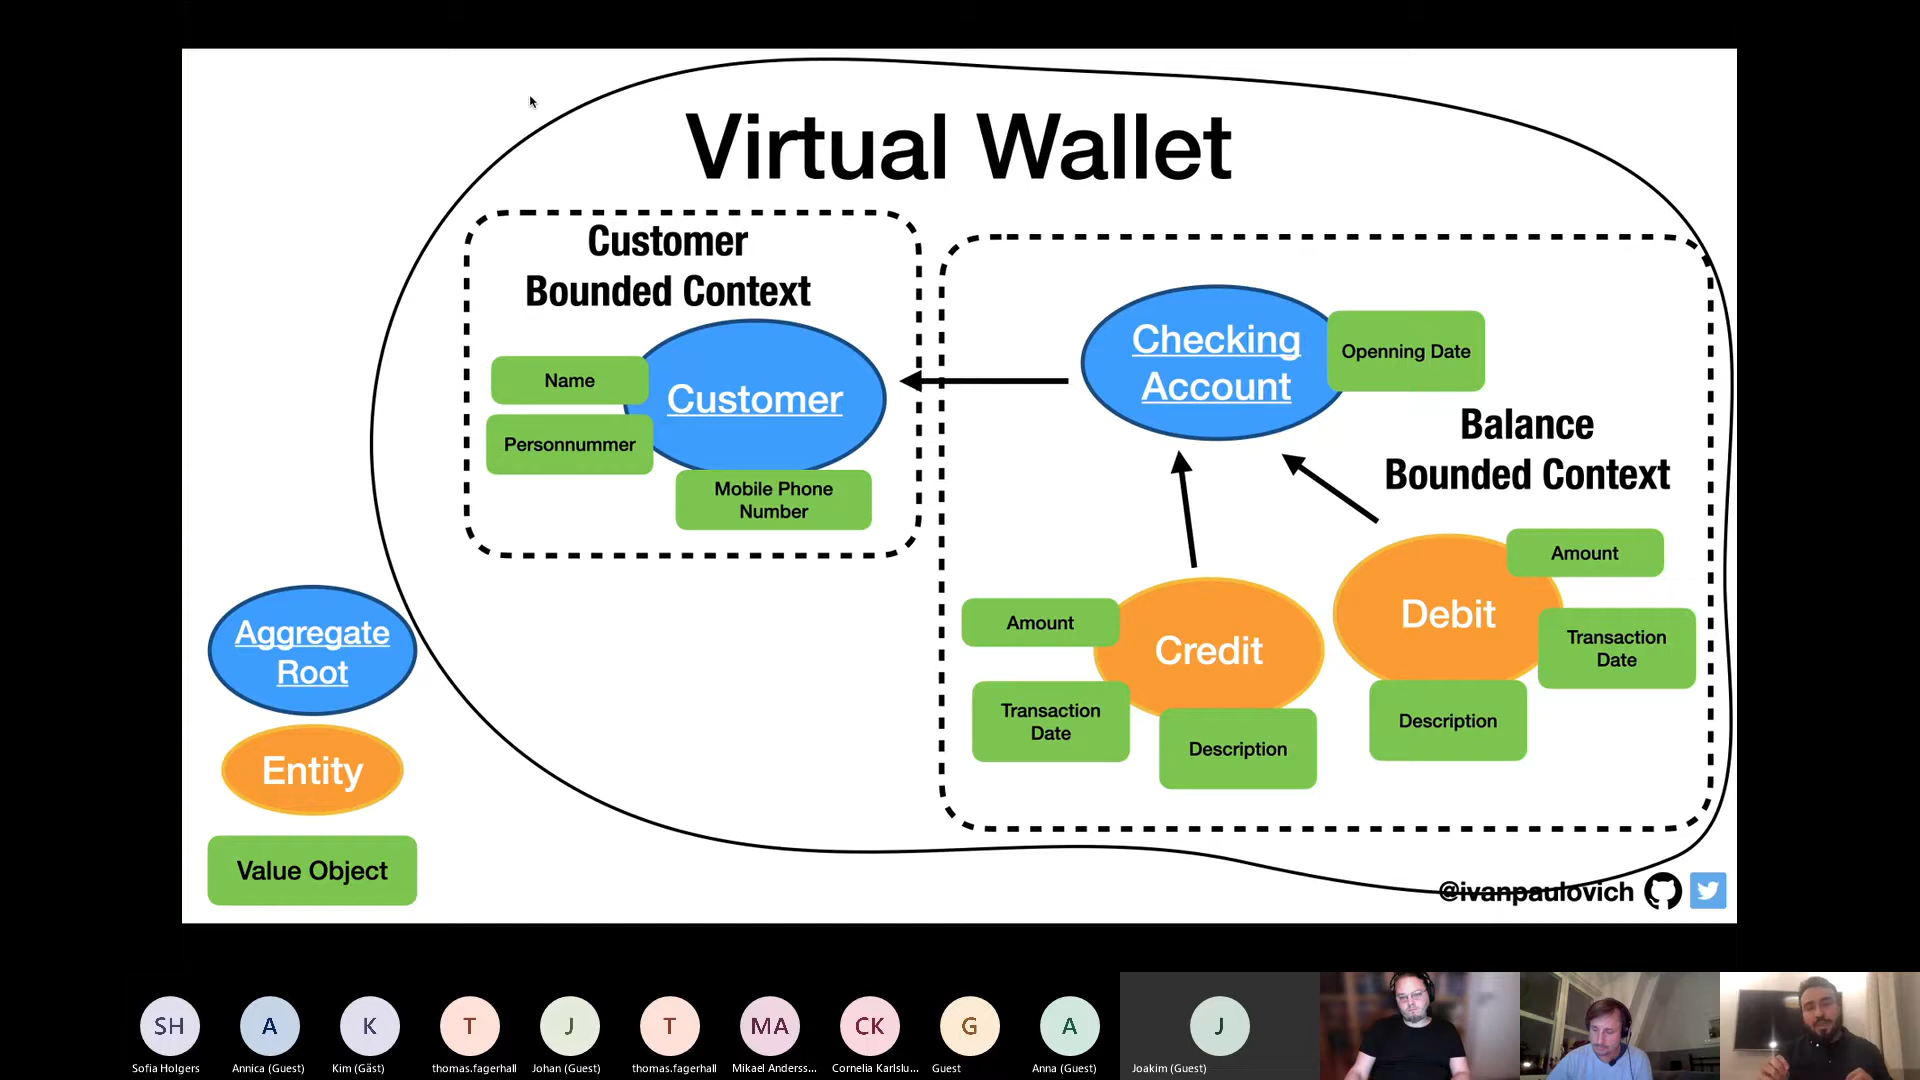 Virtual Wallet
Customer
Bounded Context
Name
Personnummer
Customer
Mobile Phone
Number
Checking
Account
Openning Date
Balance
Bounded Context
Amount
Credit
Transaction
Date
Description
Debit
Amount
Transaction
Date
Description
Aggregate
Root
Entity
Value Object
@ivanpaulovich
SH
A
K
T
J
T
MA
CK
G
A
J
Sofia Holgers
Annica (Guest)
Kim (Gäst)
thomas.fagerhall
Johan (Guest)
thomas.fagerhall
Mikael Anderss...
Cornelia Karlslu...
Guest
Anna (Guest)
Joakim (Guest)